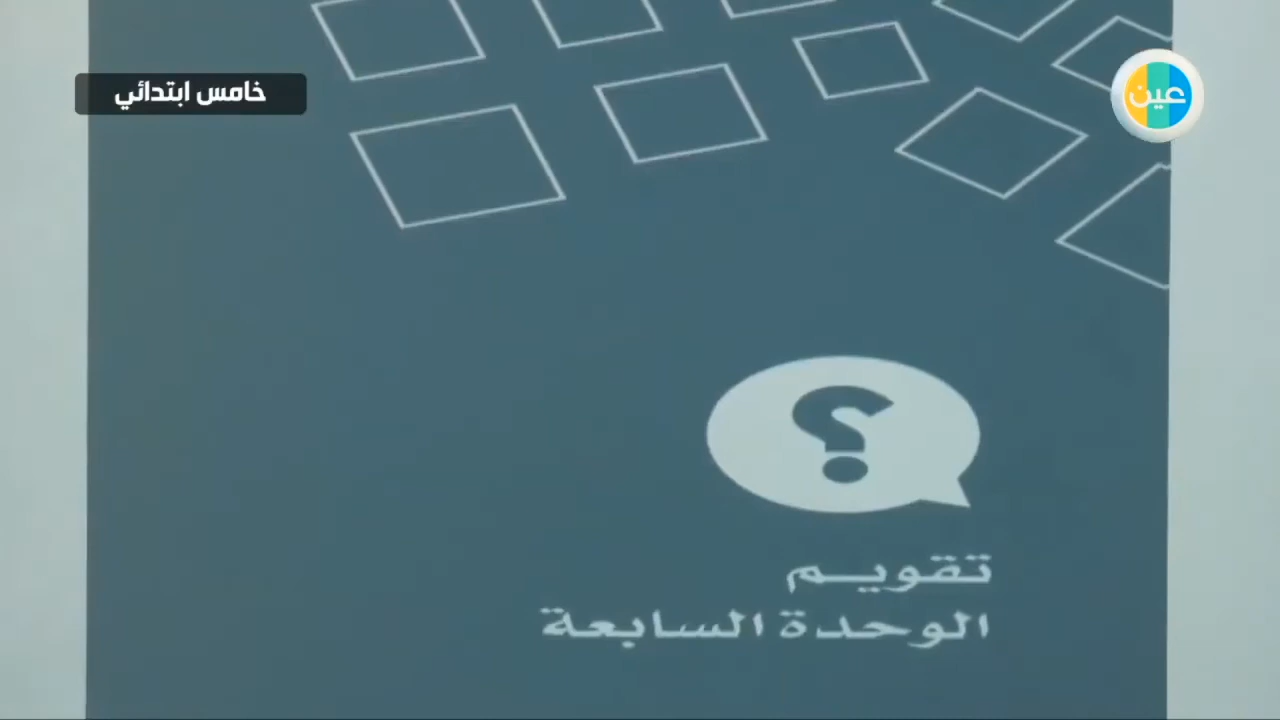 خامس ابتدائي
عين
؟
تقويم
الوحدة السابعة